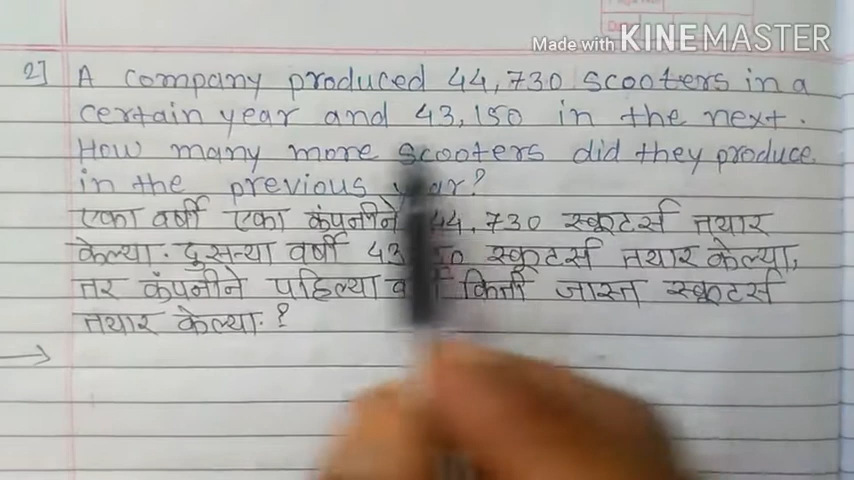 Made with KINEMASTER
2] A company produced 44,730 scooters in a
certain year and 43,150 in the next.
How many more scooters did they produce
in the previous year?
एका वर्षी एका कंपनीने 44,730 स्कूटर्स तयार
केल्या. दुसऱ्या वर्षी 43 50 स्कूटर्स तयार केल्या,
तर कंपनीने पहिल्या किती जास्त स्कूटर्स
तयार केल्या.?
→